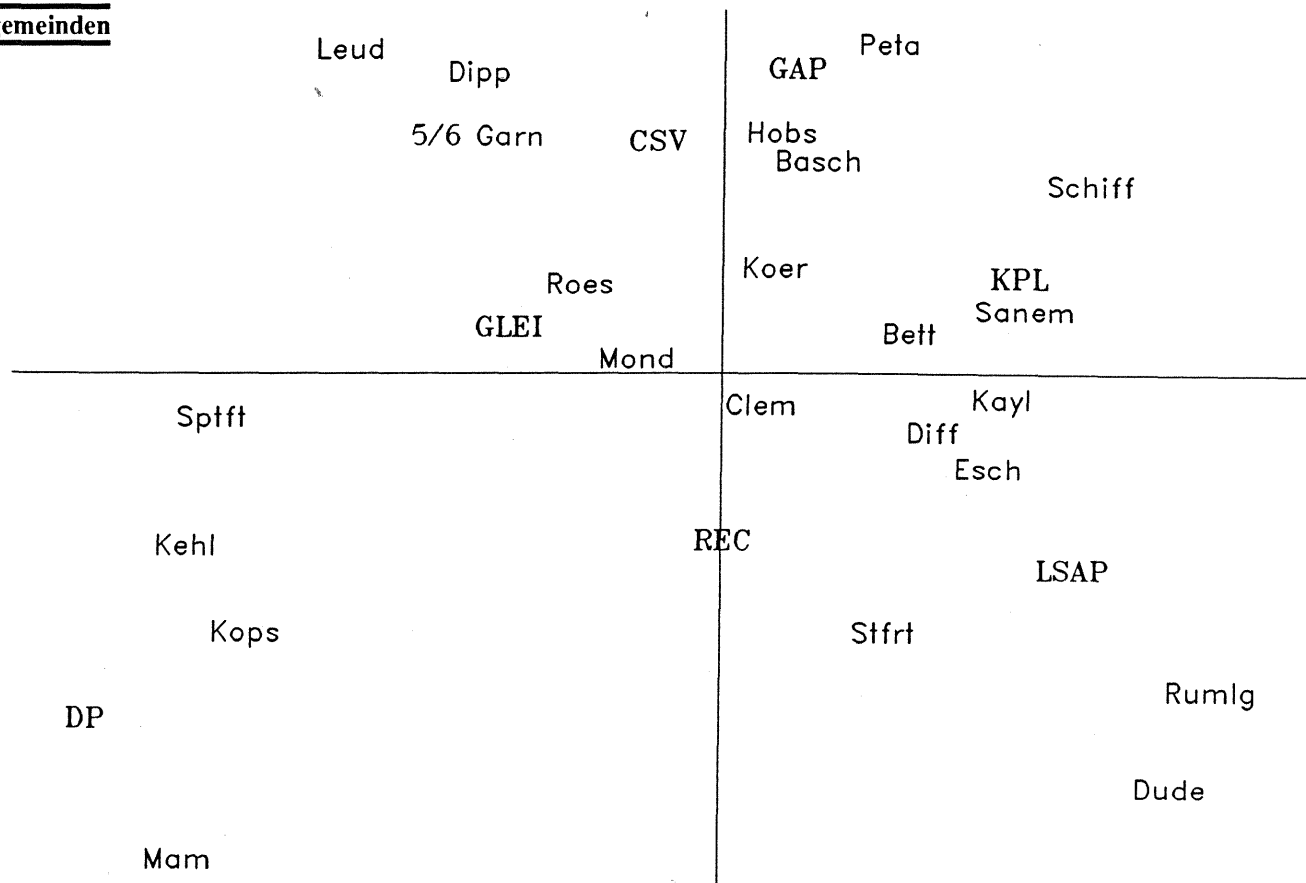 emeinden
Leud
Peta
GAP
Dipp
5/6 Garn
CSV
Hobs
Basch
Schiff
Koer
Roes
KPL
Sanem
GLEI
Bett
Mond
Clem
Kayl
Sptft
Diff
Esch
Kehl
REC
LSAP
Kops
Stfrt
Rumlg
DP
Dude
Mam